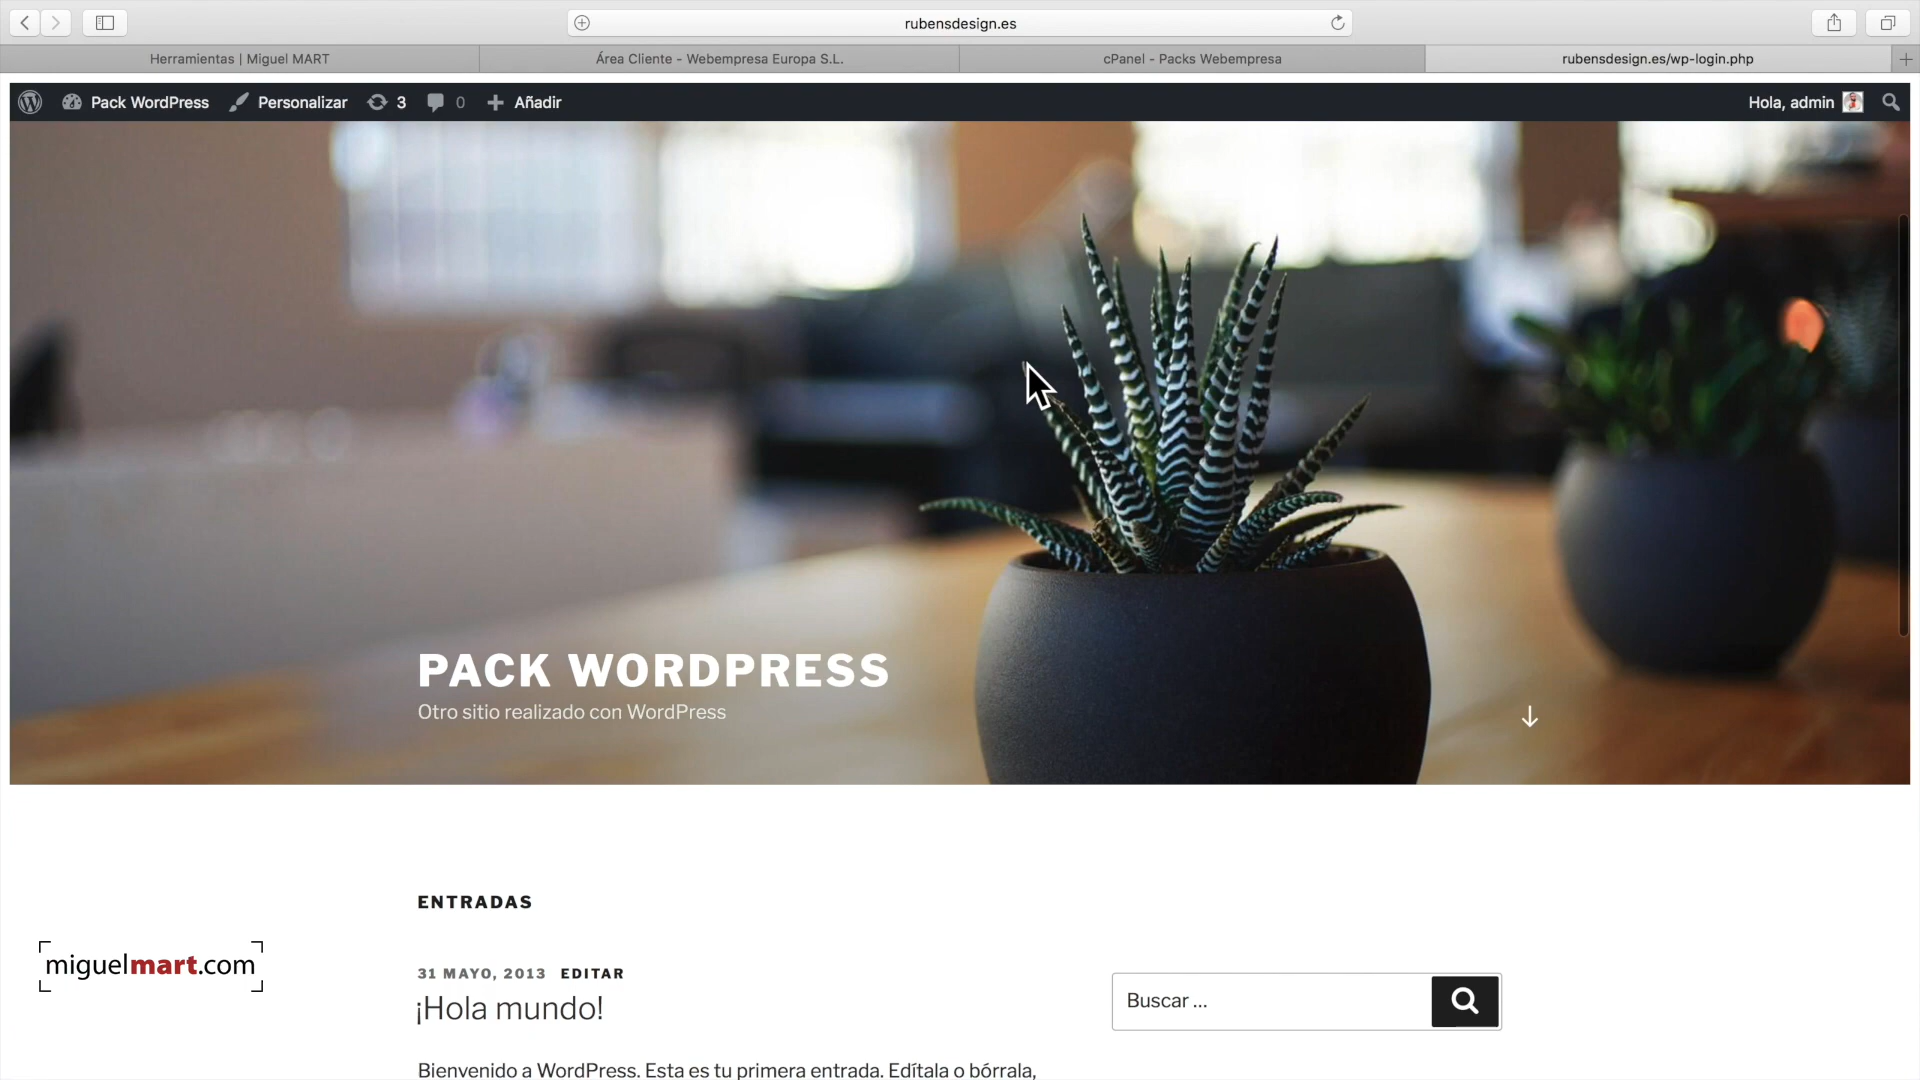 rubensdesign.es
Herramientas | Miguel MART
Área Cliente - Webempresa Europa S.L.
cPanel - Packs Webempresa
rubensdesign.es/wp-login.php
Pack WordPress
Personalizar
3
0
Añadir
Hola, admin
PACK WORDPRESS
Otro sitio realizado con WordPress
ENTRADAS
31 MAYO, 2013 EDITAR
¡Hola mundo!
Buscar ...
Bienvenido a WordPress. Esta es tu primera entrada. Edítala o bórrala,
miguelmart.com